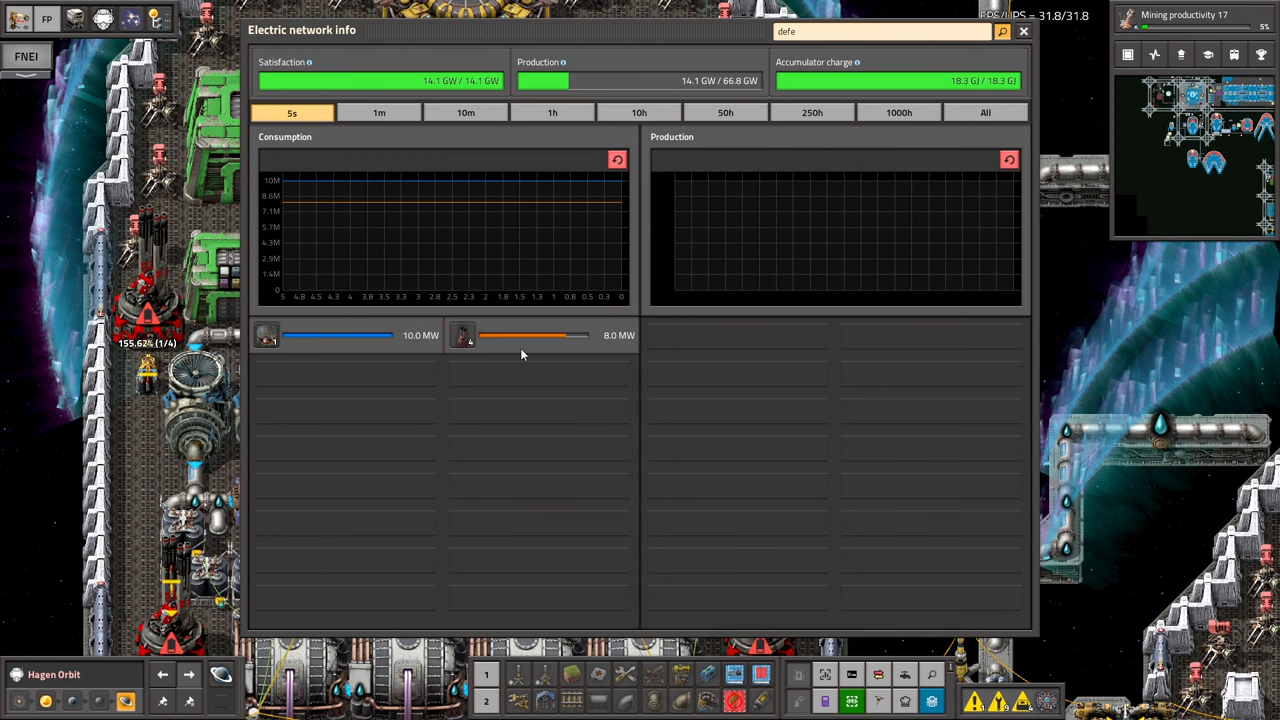 FP
FNEI
Electric network info
defe
EPS/UPS = 31.8/31.8
Mining productivity 17
5%
Satisfaction
Production
Accumulator charge
14.1 GW / 14.1 GW
14.1 GW / 66.8 GW
18.3 GJ / 18.3 GJ
5s
1m
10m
1h
10h
50h
250h
1000h
All
Consumption
Production
10M
8.6M
7.1M
5.7M
4.3M
2.9M
1.4M
0
5 4.8 4.5 4.3 4 3.8 3.5 3.3 3 2.8 2.5 2.3 2 1.8 1.5 1.3 1 0.8 0.5 0.3 0
1
10.0 MW
4
8.0 MW
155.62% (1/4)
Hagen Orbit
1
2